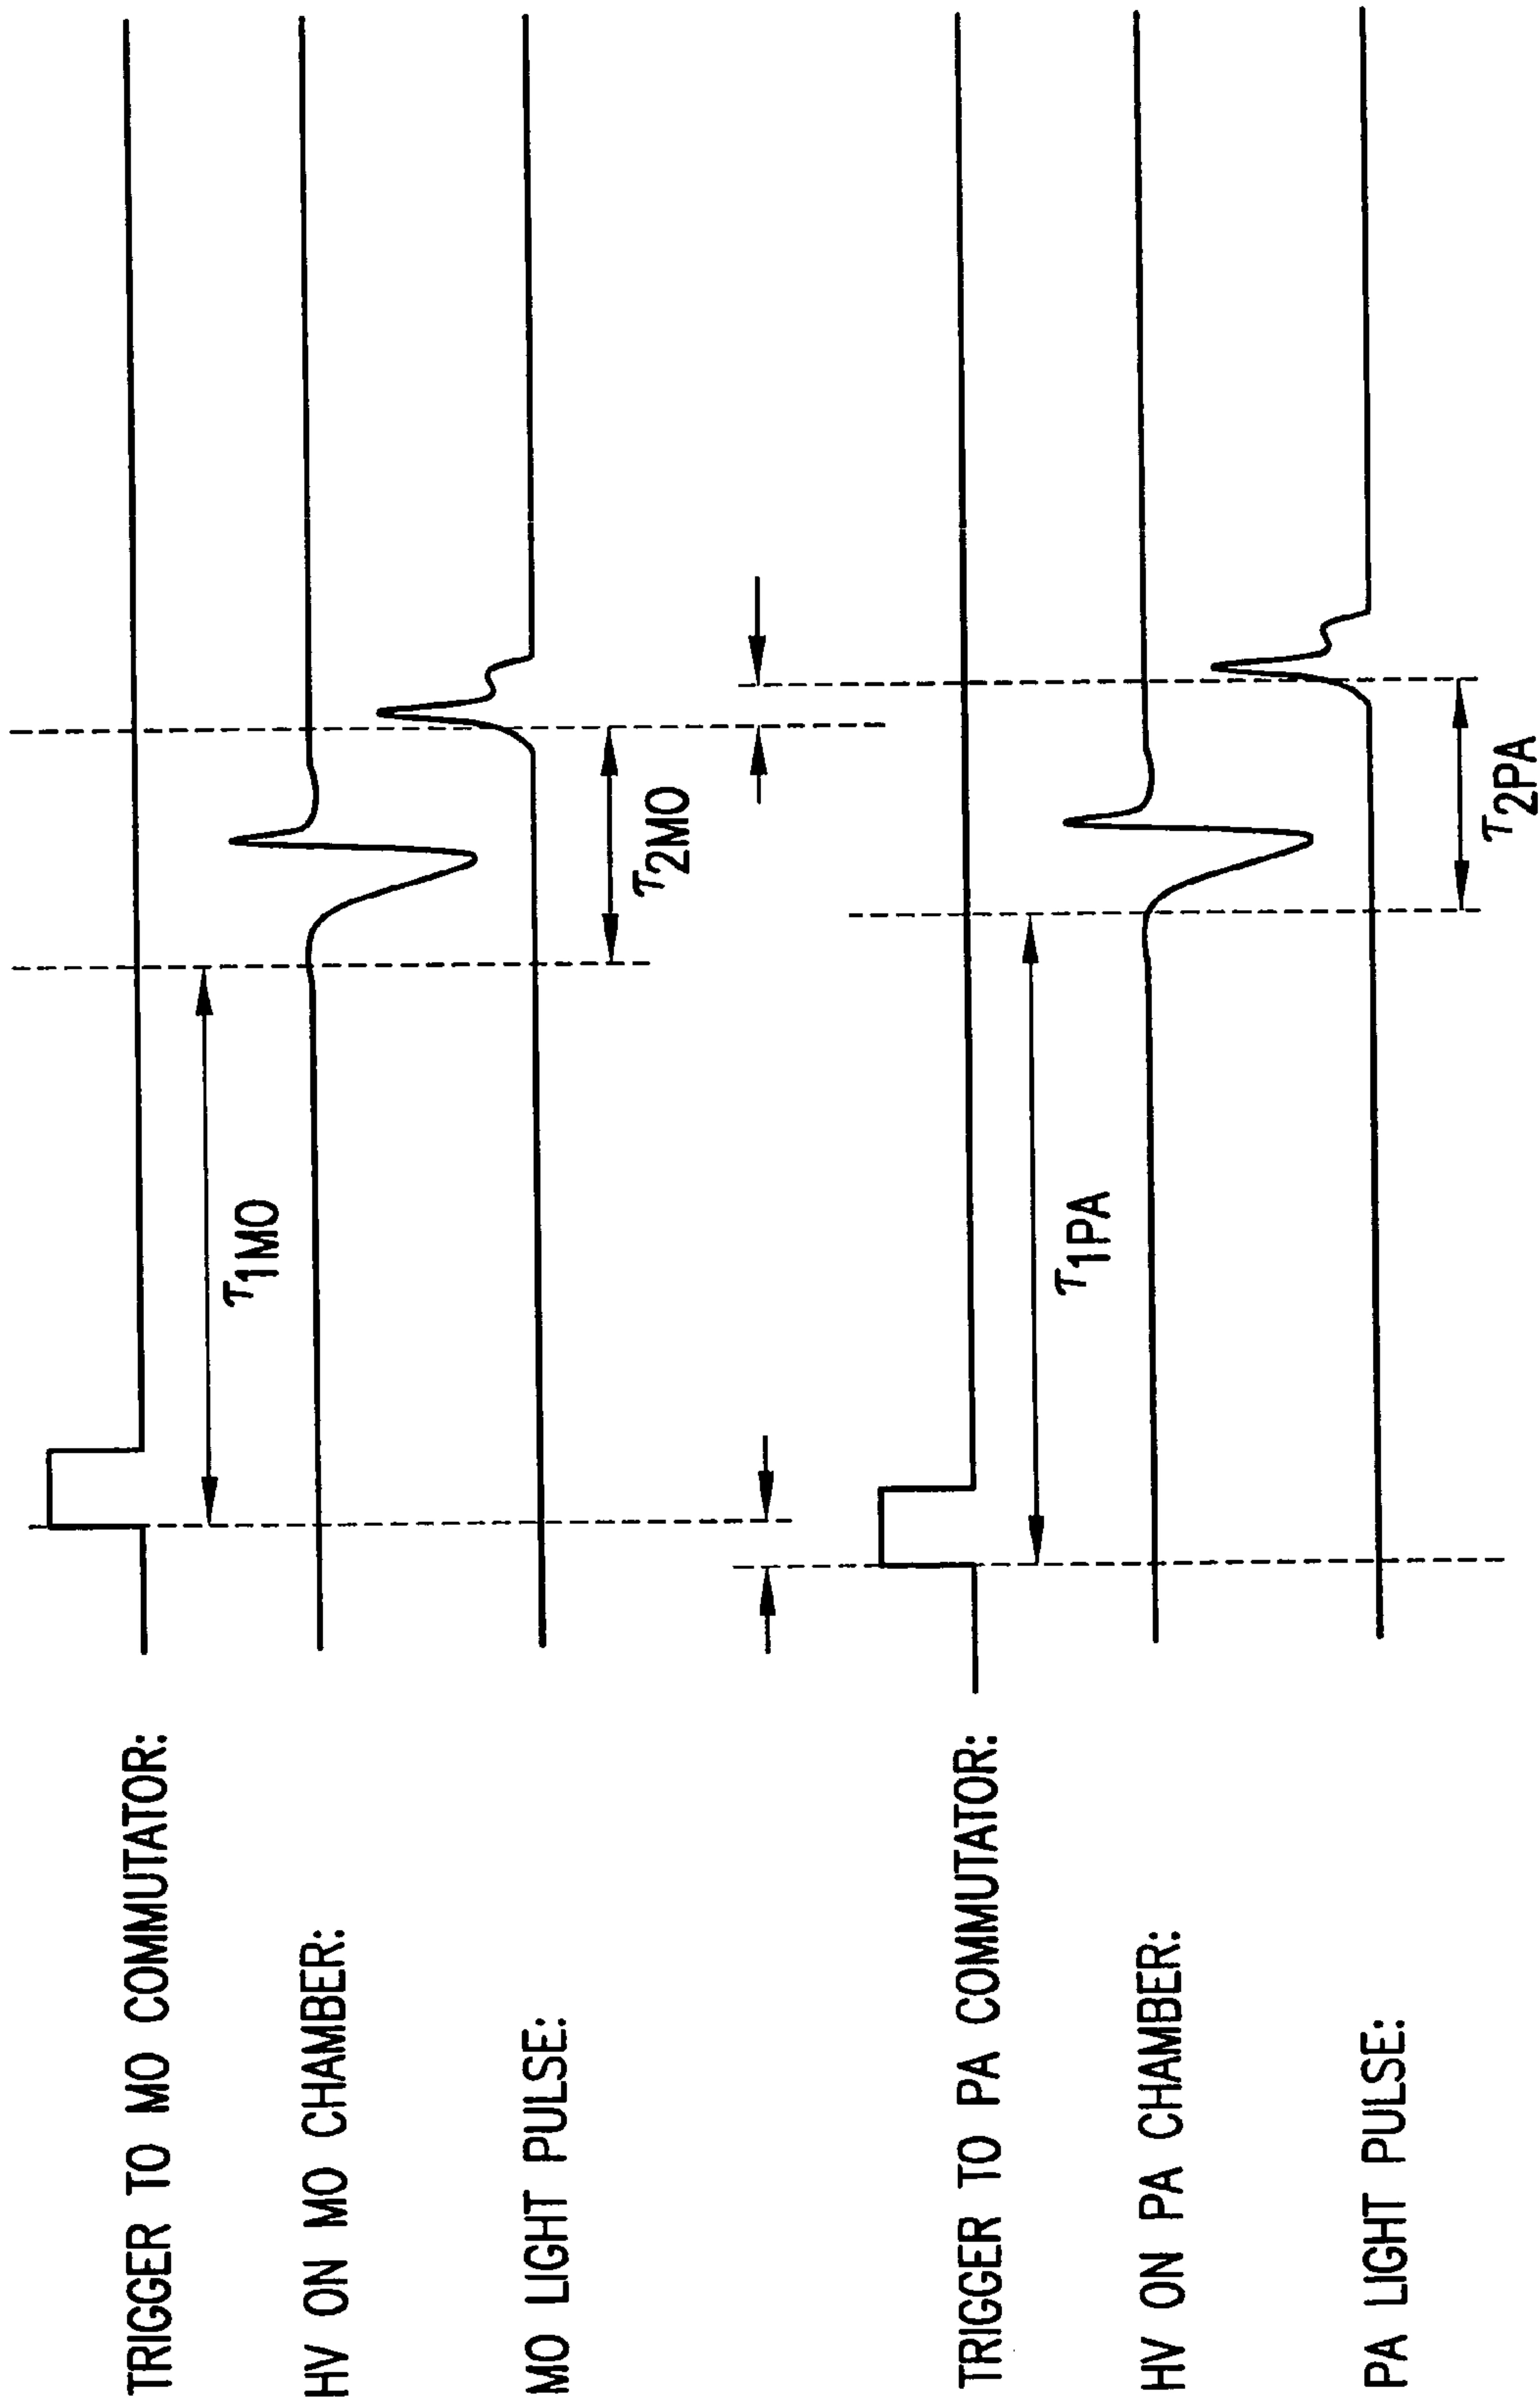 TRIGGER TO MO COMMUTATOR:
τ1MO
HV ON MO CHAMBER:
τ2MO
MO LIGHT PULSE:
TRIGGER TO PA COMMUTATOR:
τ1PA
HV ON PA CHAMBER:
τ2PA
PA LIGHT PULSE: